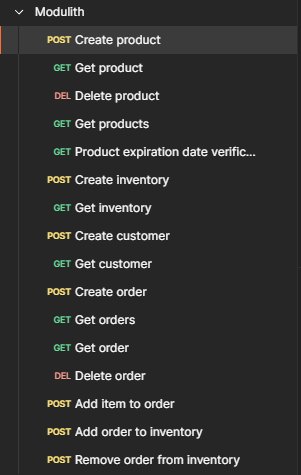 Modulith
POST Create product
GET Get product
DEL Delete product
GET Get products
GET Product expiration date verific...
POST Create inventory
GET Get inventory
POST Create customer
GET Get customer
POST Create order
GET Get orders
GET Get order
DEL Delete order
POST Add item to order
POST Add order to inventory
POST Remove order from inventory